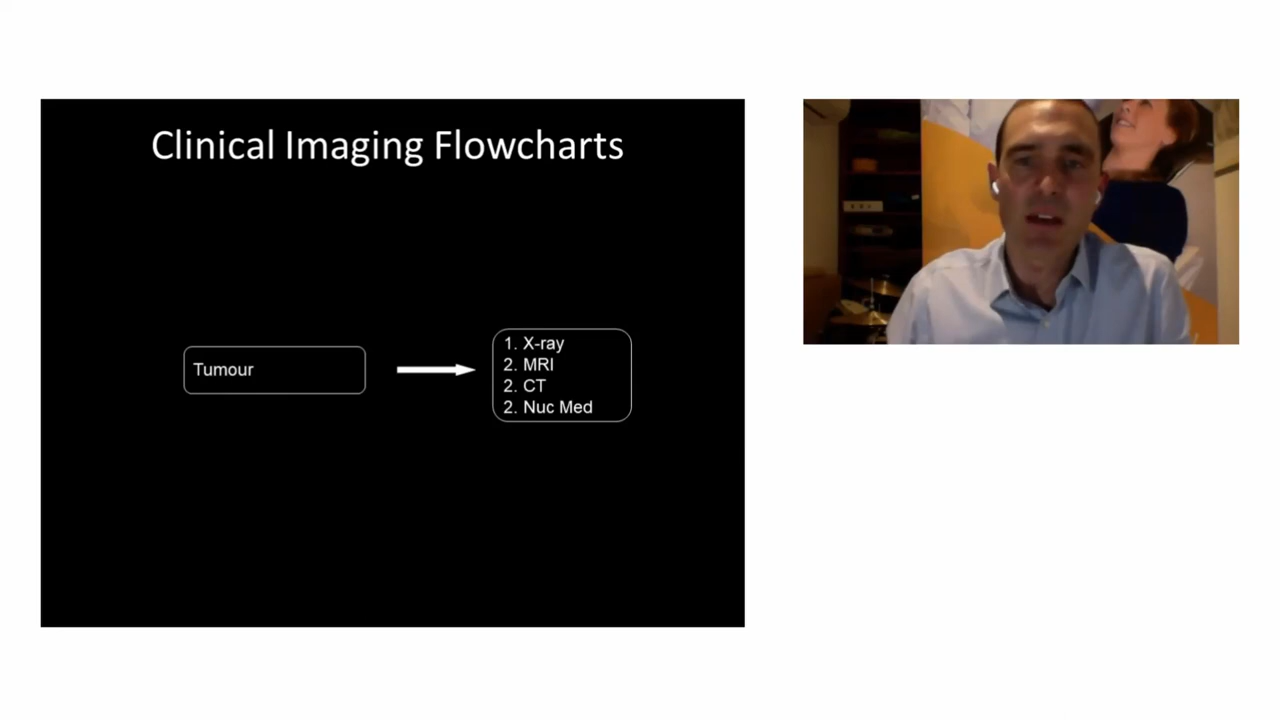 Clinical Imaging Flowcharts
Tumour
1. X-ray
2. MRI
2. CT
2. Nuc Med